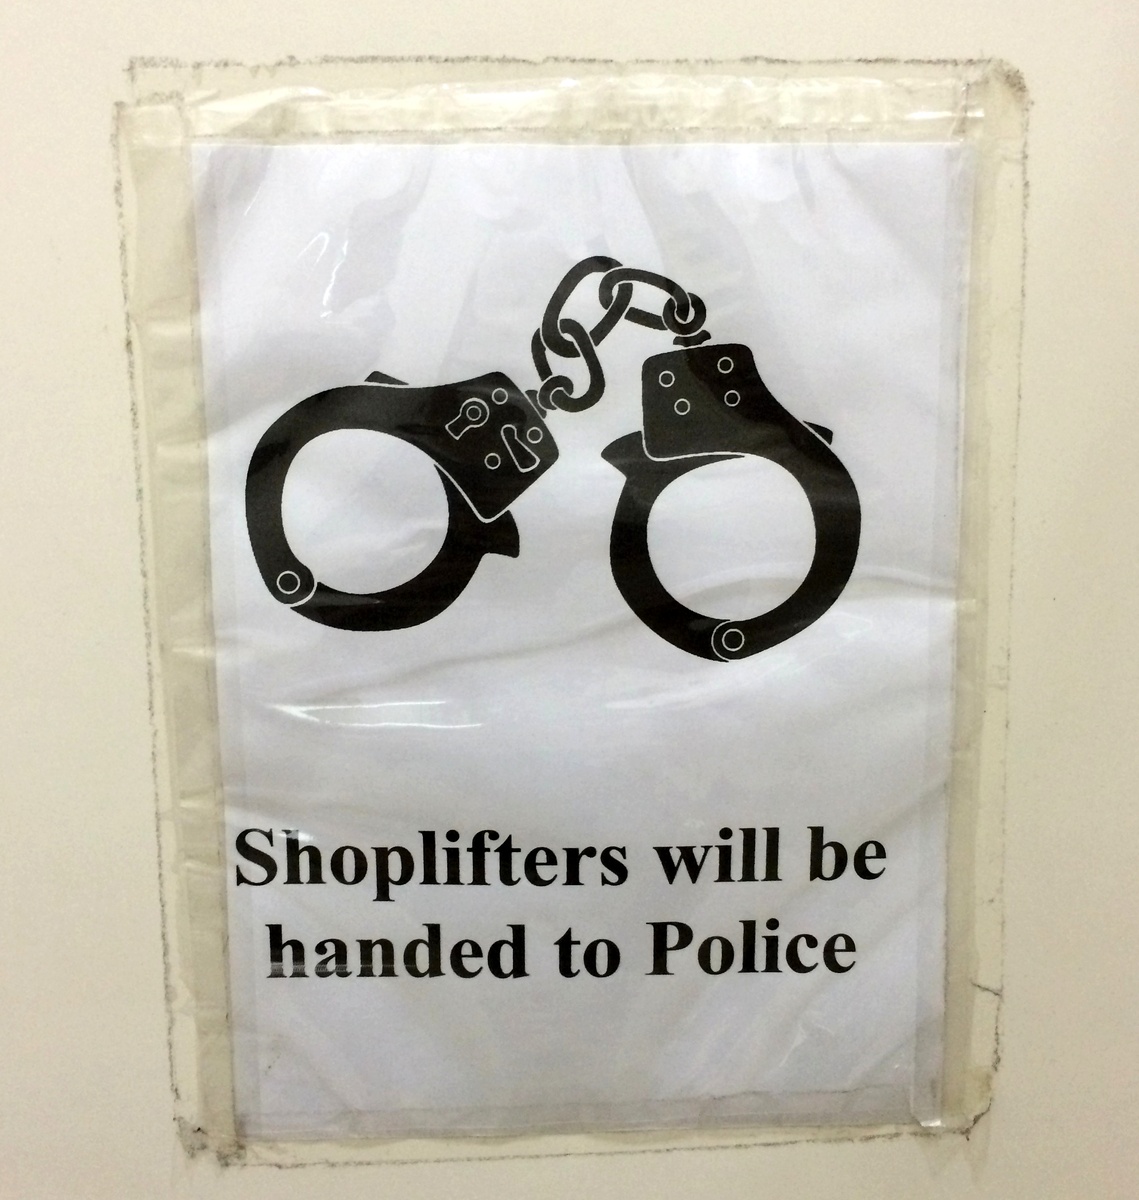 Shoplifters will be
handed to Police